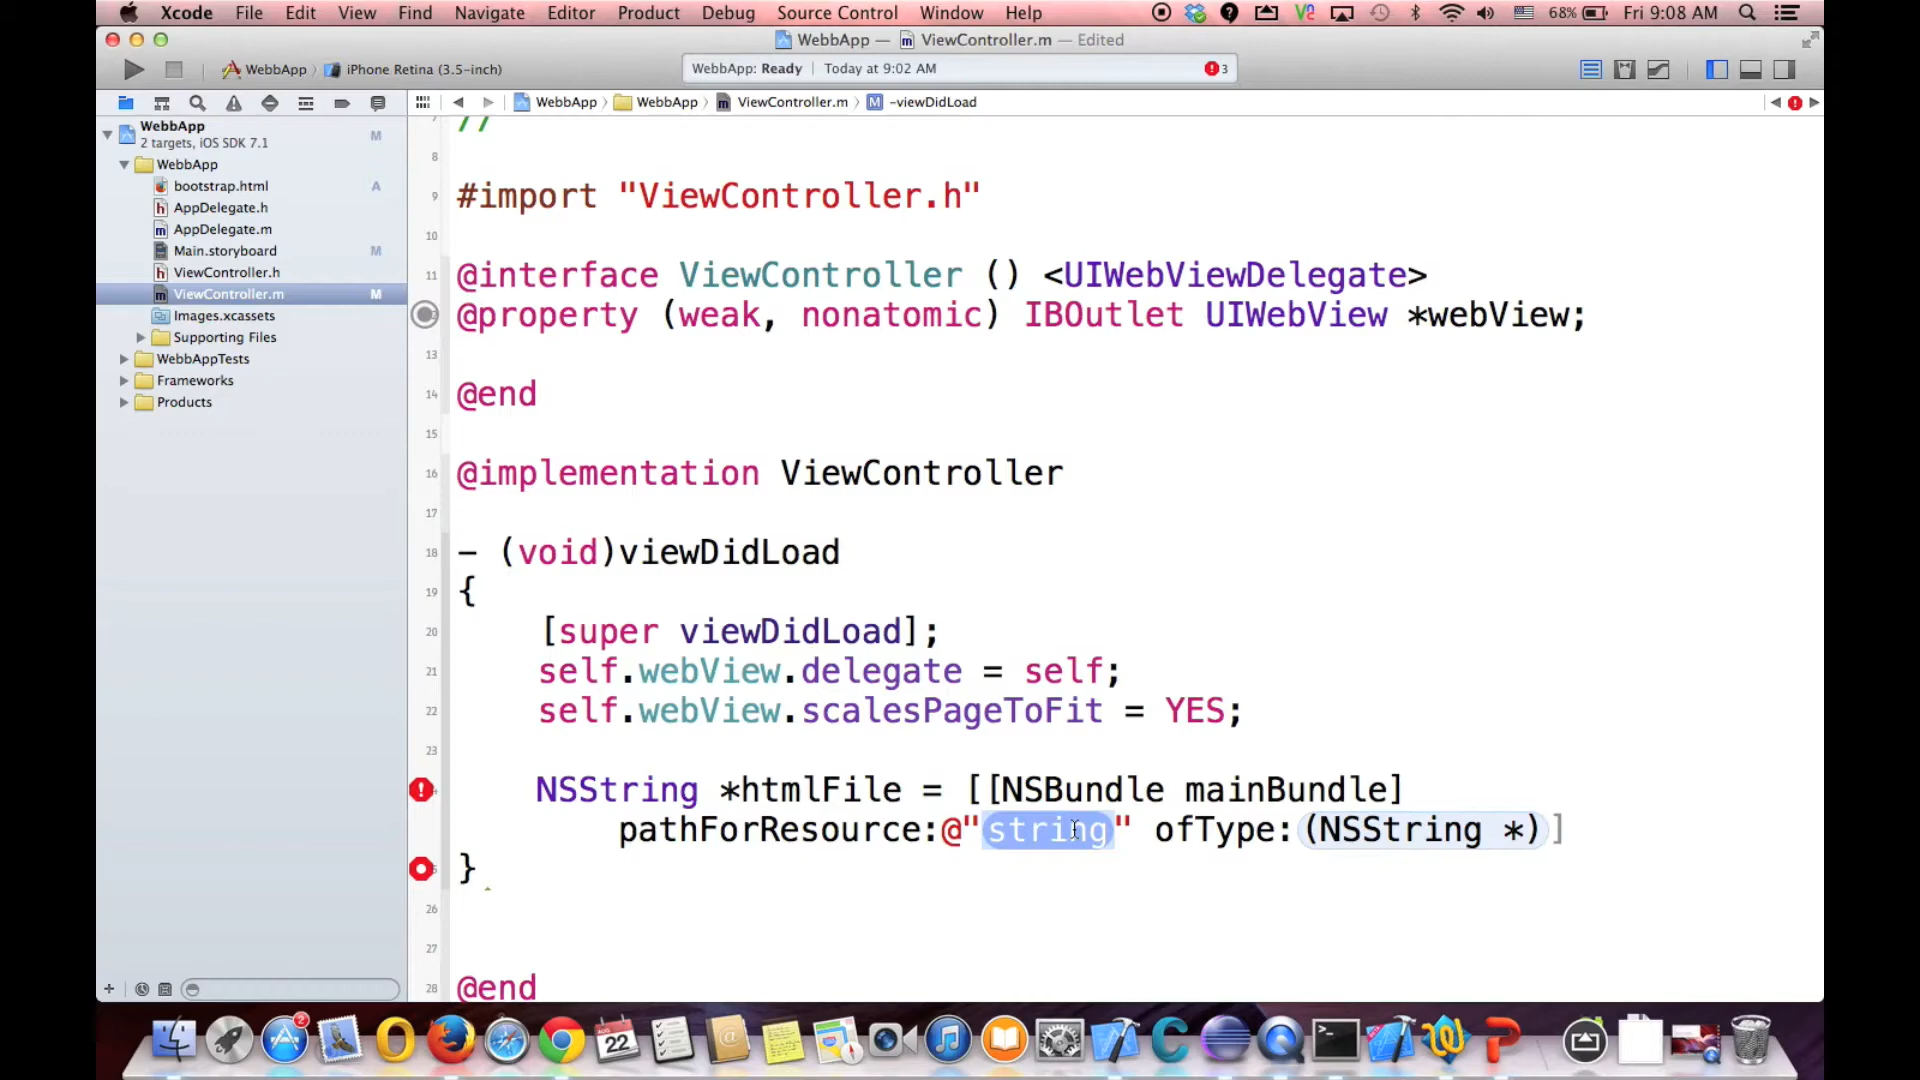 Xcode File Edit View Find Navigate Editor Product Debug Source Control Window Help 68% Fri 9:08 AM
WebbApp — ViewController.m — Edited
WebbApp 〉 iPhone Retina (3.5-inch)
WebbApp: Ready | Today at 9:02 AM 3
WebbApp 〉 WebbApp 〉 ViewController.m 〉 M -viewDidLoad
WebbApp M
2 targets, iOS SDK 7.1
WebbApp
bootstrap.html A
AppDelegate.h
AppDelegate.m
Main.storyboard M
ViewController.h
ViewController.m M
Images.xcassets
Supporting Files
WebbAppTests
Frameworks
Products
//
8
9 #import "ViewController.h"
10
11 @interface ViewController () <UIWebViewDelegate>
@property (weak, nonatomic) IBOutlet UIWebView *webView;
13
14 @end
15
16 @implementation ViewController
17
18 - (void)viewDidLoad
19 {
20 [super viewDidLoad];
21 self.webView.delegate = self;
22 self.webView.scalesPageToFit = YES;
23
NSString *htmlFile = [[NSBundle mainBundle]
pathForResource:@"string" ofType:(NSString *)]
}
26
27
28 @end
2
AUG
22